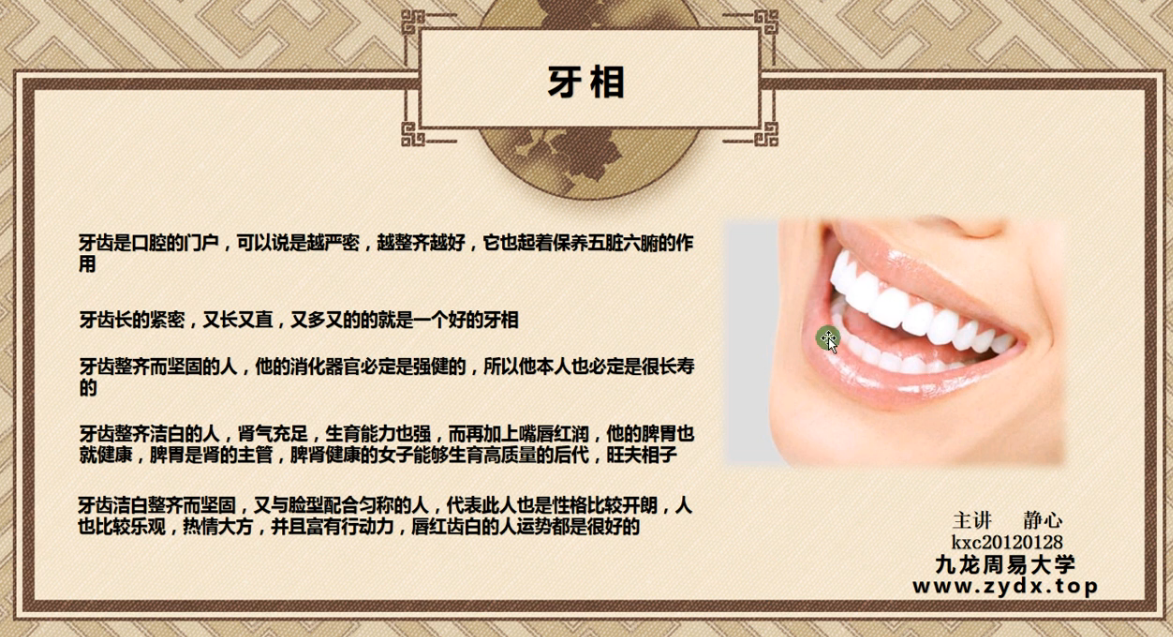 牙相
牙齿是口腔的门户，可以说是越严密，越整齐越好，它也起着保养五脏六腑的作
用
牙齿长的紧密，又长又直，又多又的的就是一个好的牙相
牙齿整齐而坚固的人，他的消化器官必定是强健的，所以他本人也必定是很长寿
的
牙齿整齐洁白的人，肾气充足，生育能力也强，而再加上嘴唇红润，他的脾胃也
就健康，脾胃是肾的主管，脾肾健康的女子能够生育高质量的后代，旺夫相子
牙齿洁白整齐而坚固，又与脸型配合匀称的人，代表此人也是性格比较开朗，人
也比较乐观，热情大方，并且富有行动力，唇红齿白的人运势都是很好的
主讲 静心
kxc20120128
九龙周易大学
www.zydx.top